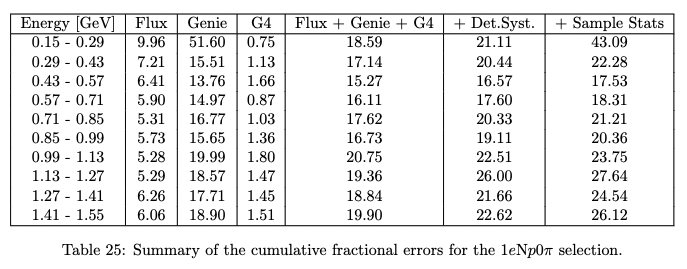 Energy [GeV] Flux Genie G4 Flux + Genie + G4 + Det.Syst. + Sample Stats
0.15 - 0.29 9.96 51.60 0.75 18.59 21.11 43.09
0.29 - 0.43 7.21 15.51 1.13 17.14 20.44 22.28
0.43 - 0.57 6.41 13.76 1.66 15.27 16.57 17.53
0.57 - 0.71 5.90 14.97 0.87 16.11 17.60 18.31
0.71 - 0.85 5.31 16.77 1.03 17.62 20.33 21.21
0.85 - 0.99 5.73 15.65 1.36 16.73 19.11 20.36
0.99 - 1.13 5.28 19.99 1.80 20.75 22.51 23.75
1.13 - 1.27 5.29 18.57 1.47 19.36 26.00 27.64
1.27 - 1.41 6.26 17.71 1.45 18.84 21.66 24.54
1.41 - 1.55 6.06 18.90 1.51 19.90 22.62 26.12
Table 25: Summary of the cumulative fractional errors for the 1eNp0π selection.